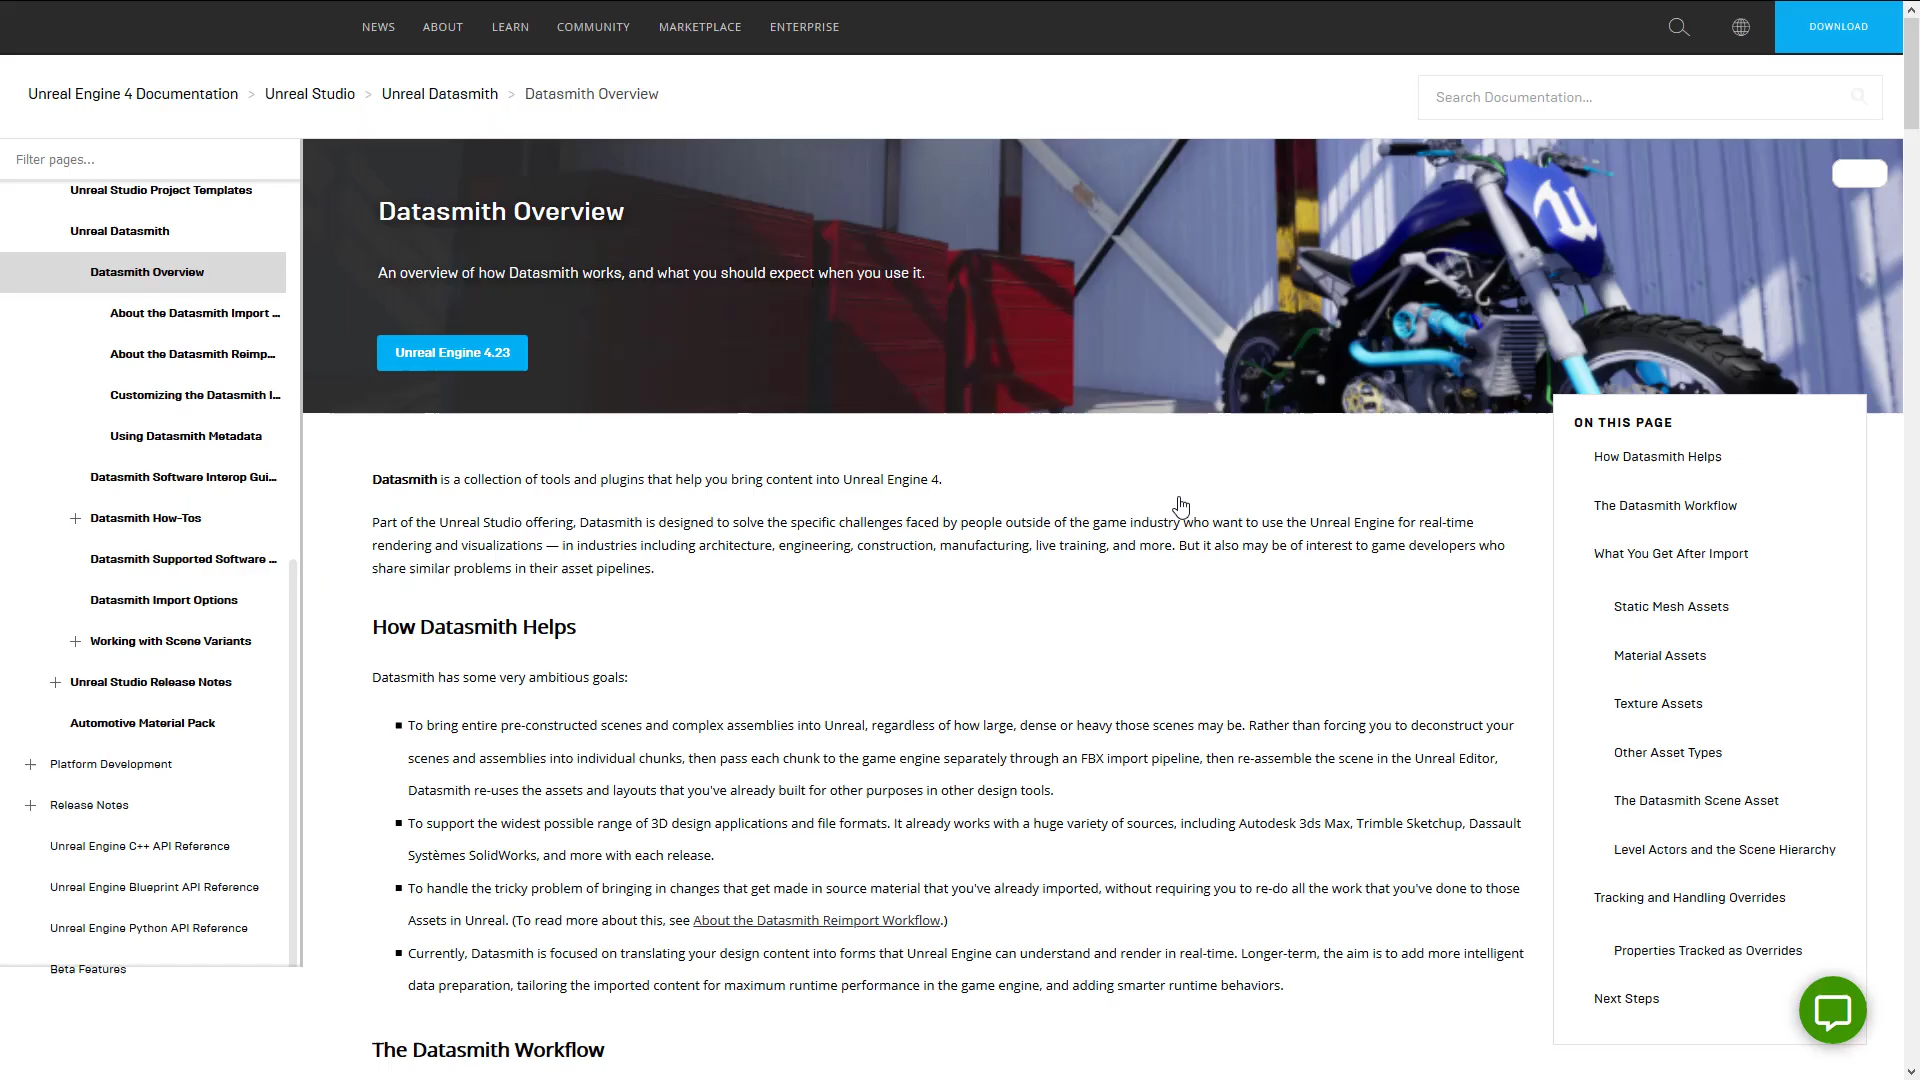 NEWS ABOUT LEARN COMMUNITY MARKETPLACE ENTERPRISE
DOWNLOAD
Unreal Engine 4 Documentation > Unreal Studio > Unreal Datasmith > Datasmith Overview
Search Documentation...
Filter pages...
Unreal Studio Project Templates
Unreal Datasmith
Datasmith Overview
About the Datasmith Import ...
About the Datasmith Reimp...
Customizing the Datasmith I...
Using Datasmith Metadata
Datasmith Software Interop Gui...
Datasmith How-Tos
Datasmith Supported Software ...
Datasmith Import Options
Working with Scene Variants
Unreal Studio Release Notes
Automotive Material Pack
Platform Development
Release Notes
Unreal Engine C++ API Reference
Unreal Engine Blueprint API Reference
Unreal Engine Python API Reference
Beta Features
Datasmith Overview
An overview of how Datasmith works, and what you should expect when you use it.
Unreal Engine 4.23
Datasmith is a collection of tools and plugins that help you bring content into Unreal Engine 4.
Part of the Unreal Studio offering, Datasmith is designed to solve the specific challenges faced by people outside of the game industry who want to use the Unreal Engine for real-time
rendering and visualizations — in industries including architecture, engineering, construction, manufacturing, live training, and more. But it also may be of interest to game developers who
share similar problems in their asset pipelines.
How Datasmith Helps
Datasmith has some very ambitious goals:
■ To bring entire pre-constructed scenes and complex assemblies into Unreal, regardless of how large, dense or heavy those scenes may be. Rather than forcing you to deconstruct your
scenes and assemblies into individual chunks, then pass each chunk to the game engine separately through an FBX import pipeline, then re-assemble the scene in the Unreal Editor,
Datasmith re-uses the assets and layouts that you've already built for other purposes in other design tools.
■ To support the widest possible range of 3D design applications and file formats. It already works with a huge variety of sources, including Autodesk 3ds Max, Trimble Sketchup, Dassault
Systèmes SolidWorks, and more with each release.
■ To handle the tricky problem of bringing in changes that get made in source material that you've already imported, without requiring you to re-do all the work that you've done to those
Assets in Unreal. (To read more about this, see About the Datasmith Reimport Workflow.)
■ Currently, Datasmith is focused on translating your design content into forms that Unreal Engine can understand and render in real-time. Longer-term, the aim is to add more intelligent
data preparation, tailoring the imported content for maximum runtime performance in the game engine, and adding smarter runtime behaviors.
The Datasmith Workflow
ON THIS PAGE
How Datasmith Helps
The Datasmith Workflow
What You Get After Import
Static Mesh Assets
Material Assets
Texture Assets
Other Asset Types
The Datasmith Scene Asset
Level Actors and the Scene Hierarchy
Tracking and Handling Overrides
Properties Tracked as Overrides
Next Steps